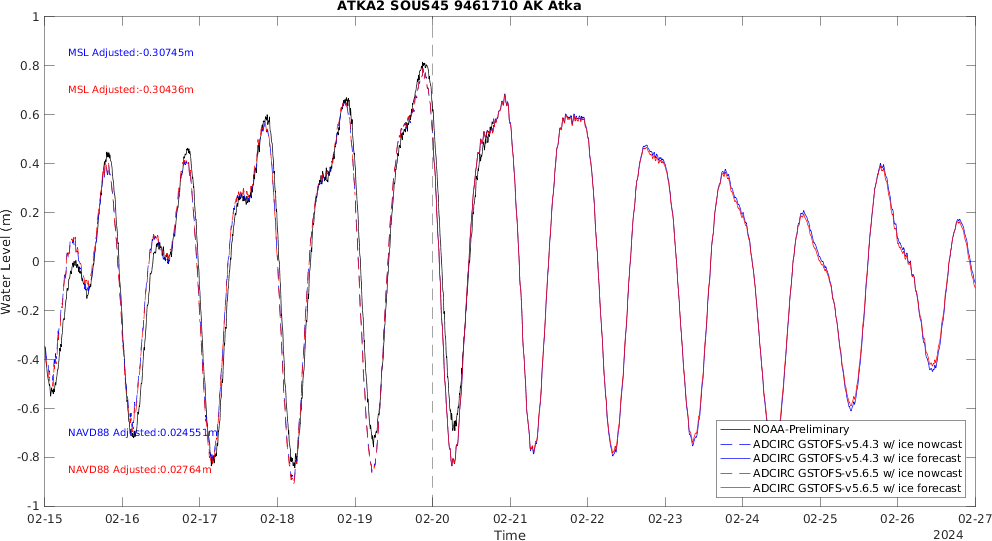 ATKA2 SOUS45 9461710 AK Atka
MSL Adjusted:-0.30745m
MSL Adjusted:-0.30436m
NAVD88 Adjusted:0.024551m
NAVD88 Adjusted:0.02764m
Water Level (m)
1
0.8
0.6
0.4
0.2
0
-0.2
-0.4
-0.6
-0.8
-1
NOAA-Preliminary
ADCIRC GSTOFS-v5.4.3 w/ ice nowcast
ADCIRC GSTOFS-v5.4.3 w/ ice forecast
ADCIRC GSTOFS-v5.6.5 w/ ice nowcast
ADCIRC GSTOFS-v5.6.5 w/ ice forecast
02-15 02-16 02-17 02-18 02-19 02-20 02-21 02-22 02-23 02-24 02-25 02-26 02-27
Time
2024